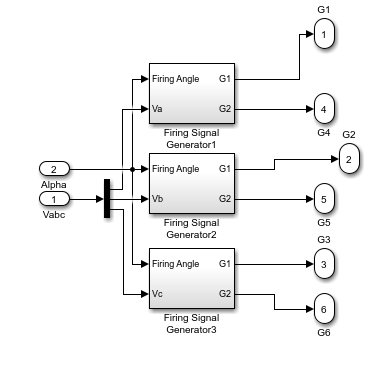 G1
1
Firing Angle G1
Va G2
Firing Signal
Generator1
4
G4
G2
2
2
Alpha
Firing Angle G1
Vb G2
Firing Signal
Generator2
1
Vabc
5
G5
G3
3
Firing Angle G1
Vc G2
Firing Signal
Generator3
6
G6